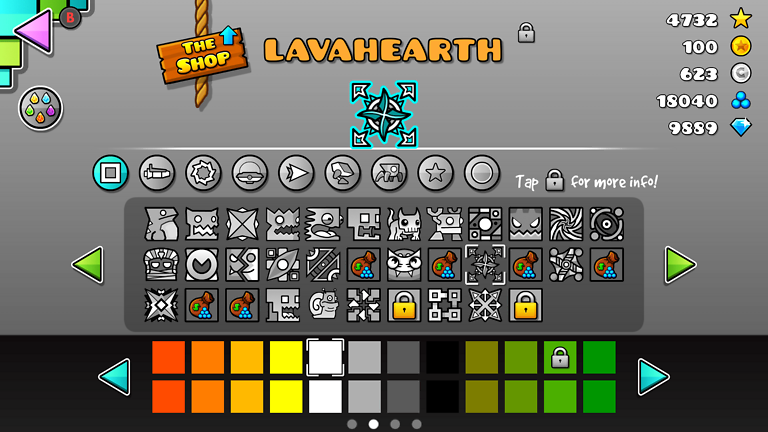 B
THE
SHOP
LAVAHEARTH
4732
100
623
18040
9889
Tap for more info!